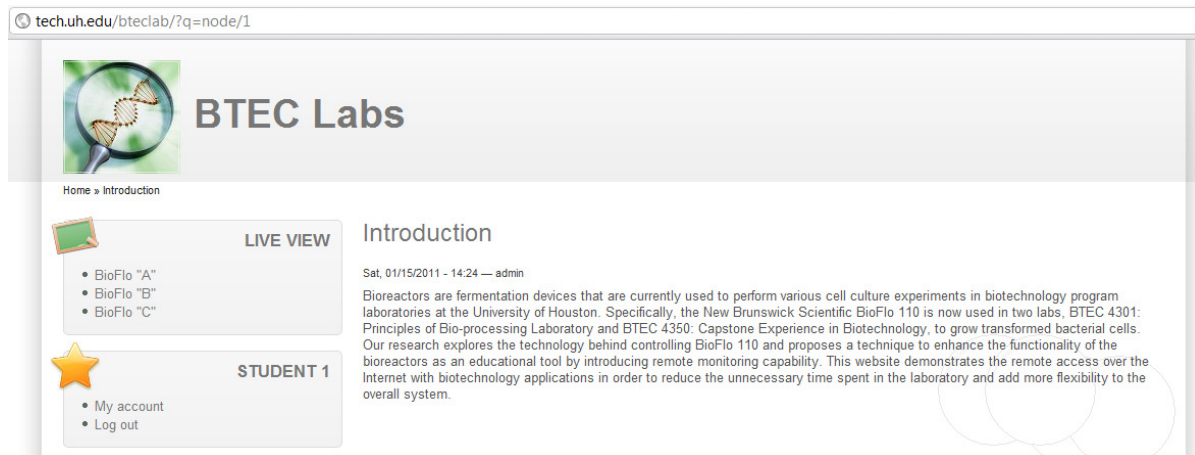 tech.uh.edu/bteclab/?q=node/1
BTEC Labs
Home » Introduction
LIVE VIEW
BioFlo "A"
BioFlo "B"
BioFlo "C"
STUDENT 1
My account
Log out
Introduction
Sat, 01/15/2011 - 14:24 — admin
Bioreactors are fermentation devices that are currently used to perform various cell culture experiments in biotechnology program
laboratories at the University of Houston. Specifically, the New Brunswick Scientific BioFlo 110 is now used in two labs, BTEC 4301:
Principles of Bio-processing Laboratory and BTEC 4350: Capstone Experience in Biotechnology, to grow transformed bacterial cells.
Our research explores the technology behind controlling BioFlo 110 and proposes a technique to enhance the functionality of the
bioreactors as an educational tool by introducing remote monitoring capability. This website demonstrates the remote access over the
Internet with biotechnology applications in order to reduce the unnecessary time spent in the laboratory and add more flexibility to the
overall system.